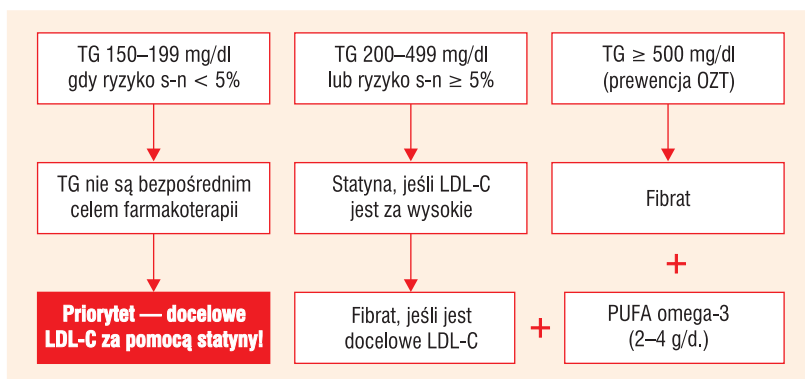 TG 150–199 mg/dl
gdy ryzyko s-n < 5%
TG 200–499 mg/dl
lub ryzyko s-n ≥ 5%
TG ≥ 500 mg/dl
(prewencja OZT)
TG nie są bezpośrednim
celem farmakoterapii
Statyna, jeśli LDL-C
jest za wysokie
Fibrat
+
Priorytet — docelowe
LDL-C za pomocą statyny!
Fibrat, jeśli jest
docelowe LDL-C
+
PUFA omega-3
(2–4 g/d.)